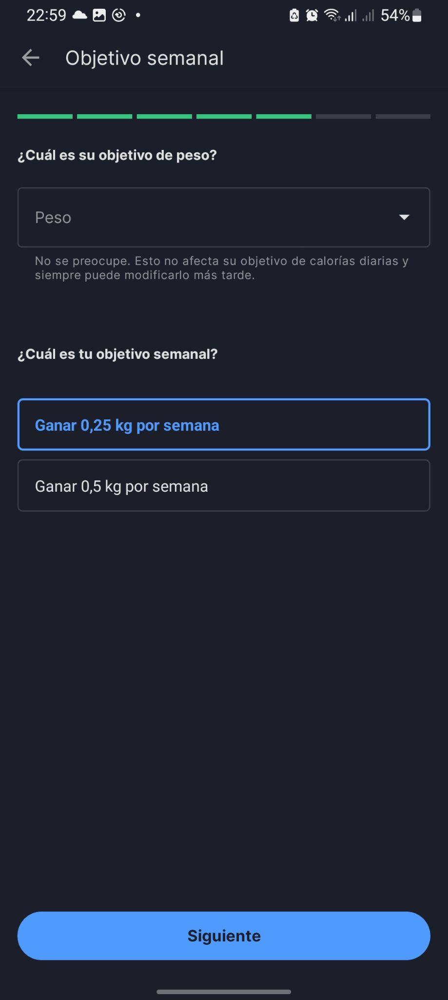 22:59
54%
Objetivo semanal
¿Cuál es su objetivo de peso?
Peso
No se preocupe. Esto no afecta su objetivo de calorías diarias y
siempre puede modificarlo más tarde.
¿Cuál es tu objetivo semanal?
Ganar 0,25 kg por semana
Ganar 0,5 kg por semana
Siguiente